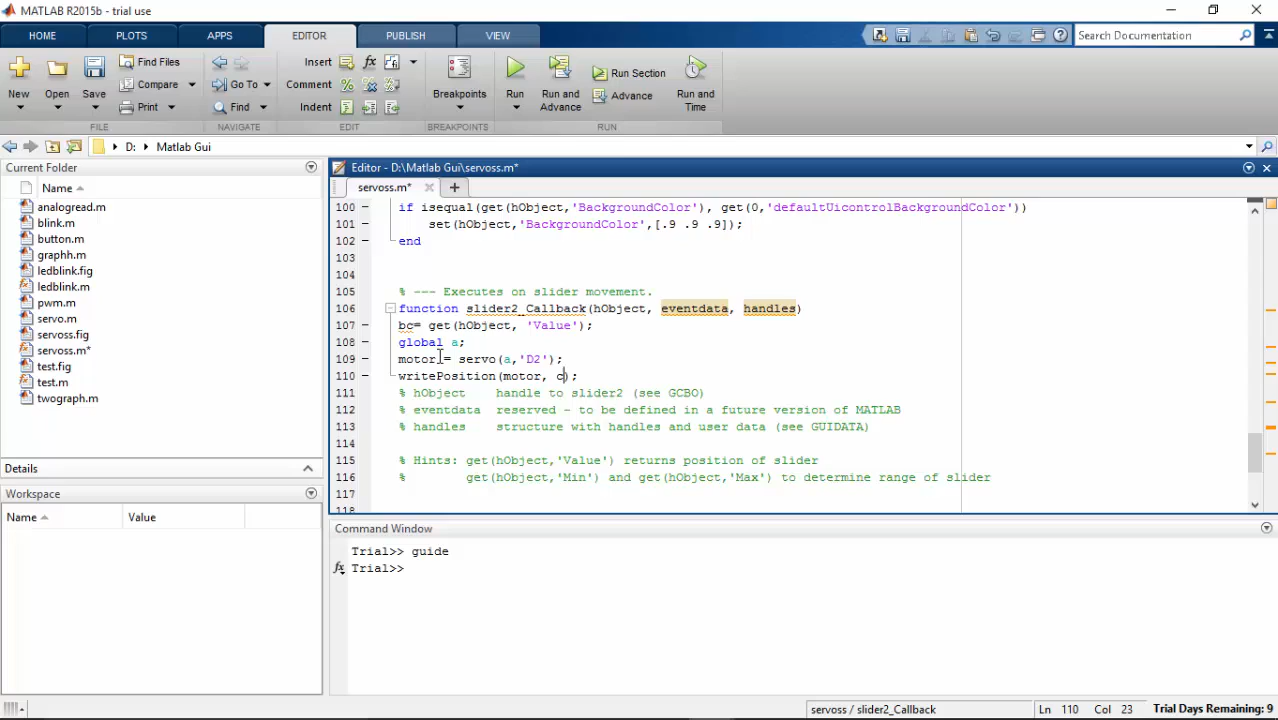 MATLAB R2015b - trial use
HOME PLOTS APPS EDITOR PUBLISH VIEW Search Documentation
New Open Save Find Files Compare Print
Go To Find
Insert Comment Indent
Breakpoints
Run Run and Advance Run Section Advance Run and Time
FILE NAVIGATE EDIT BREAKPOINTS RUN
D: Matlab Gui
Current Folder
Name
analogread.m
blink.m
button.m
graphh.m
ledblink.fig
ledblink.m
pwm.m
servo.m
servoss.fig
servoss.m*
test.fig
test.m
twograph.m
Details
Workspace
Name Value
Editor - D:\Matlab Gui\servoss.m*
servoss.m*
100 if isequal(get(hObject,'BackgroundColor'), get(0,'defaultUicontrolBackgroundColor'))
101 set(hObject,'BackgroundColor',[.9 .9 .9]);
102 end
103
104
105 % --- Executes on slider movement.
106 function slider2_Callback(hObject, eventdata, handles)
107 bc= get(hObject, 'Value');
108 global a;
109 motor = servo(a,'D2');
110 writePosition(motor, c);
111 % hObject handle to slider2 (see GCBO)
112 % eventdata reserved - to be defined in a future version of MATLAB
113 % handles structure with handles and user data (see GUIDATA)
114
115 % Hints: get(hObject,'Value') returns position of slider
116 % get(hObject,'Min') and get(hObject,'Max') to determine range of slider
117
118
Command Window
Trial>> guide
fx Trial>>
servoss / slider2_Callback Ln 110 Col 23 Trial Days Remaining: 9